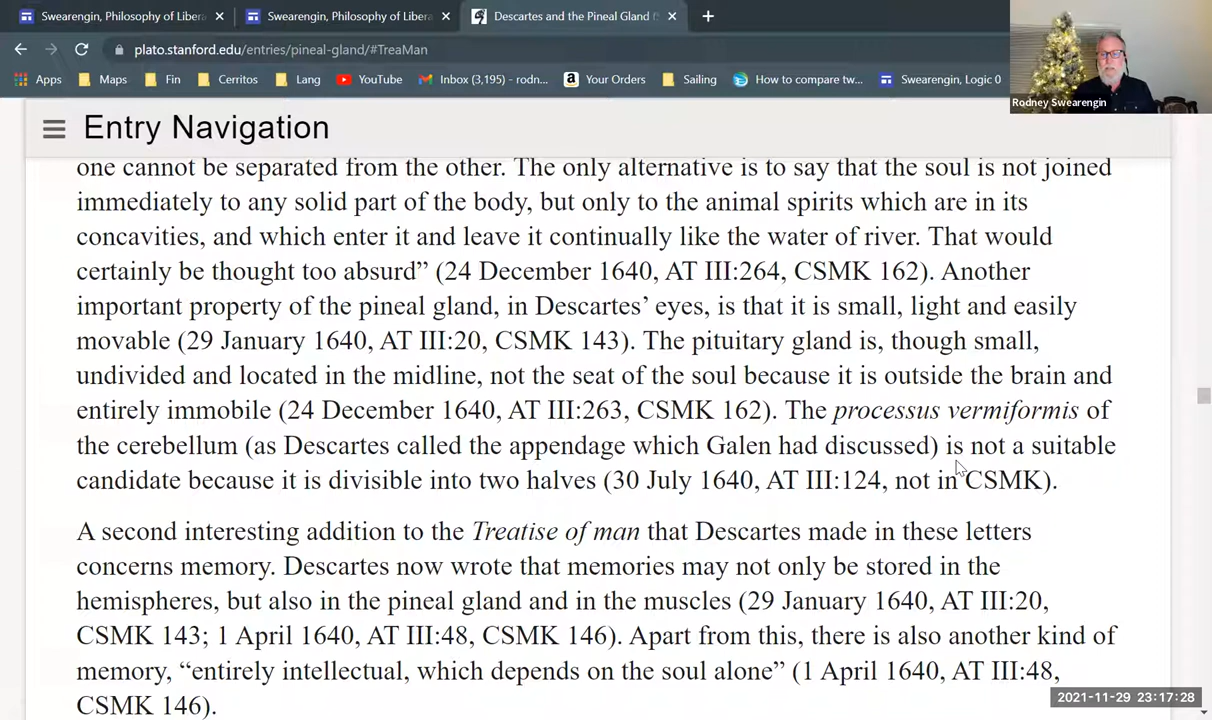 Swearengin, Philosophy of Libera
Swearengin, Philosophy of Libera
Descartes and the Pineal Gland (S
plato.stanford.edu/entries/pineal-gland/#TreaMan
Apps Maps Fin Cerritos Lang YouTube Inbox (3,195) - rodn... Your Orders Sailing How to compare tw... Swearengin, Logic 0
Rodney Swearengin
Entry Navigation
one cannot be separated from the other. The only alternative is to say that the soul is not joined
immediately to any solid part of the body, but only to the animal spirits which are in its
concavities, and which enter it and leave it continually like the water of river. That would
certainly be thought too absurd” (24 December 1640, AT III:264, CSMK 162). Another
important property of the pineal gland, in Descartes’ eyes, is that it is small, light and easily
movable (29 January 1640, AT III:20, CSMK 143). The pituitary gland is, though small,
undivided and located in the midline, not the seat of the soul because it is outside the brain and
entirely immobile (24 December 1640, AT III:263, CSMK 162). The processus vermiformis of
the cerebellum (as Descartes called the appendage which Galen had discussed) is not a suitable
candidate because it is divisible into two halves (30 July 1640, AT III:124, not in CSMK).
A second interesting addition to the Treatise of man that Descartes made in these letters
concerns memory. Descartes now wrote that memories may not only be stored in the
hemispheres, but also in the pineal gland and in the muscles (29 January 1640, AT III:20,
CSMK 143; 1 April 1640, AT III:48, CSMK 146). Apart from this, there is also another kind of
memory, “entirely intellectual, which depends on the soul alone” (1 April 1640, AT III:48,
CSMK 146).
2021-11-29 23:17:28